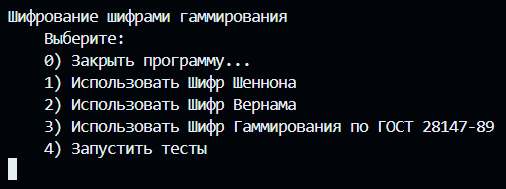 Шифрование шифрами гаммирования
Выберите:
0) Закрыть программу...
1) Использовать Шифр Шеннона
2) Использовать Шифр Вернама
3) Использовать Шифр Гаммирования по ГОСТ 28147-89
4) Запустить тесты